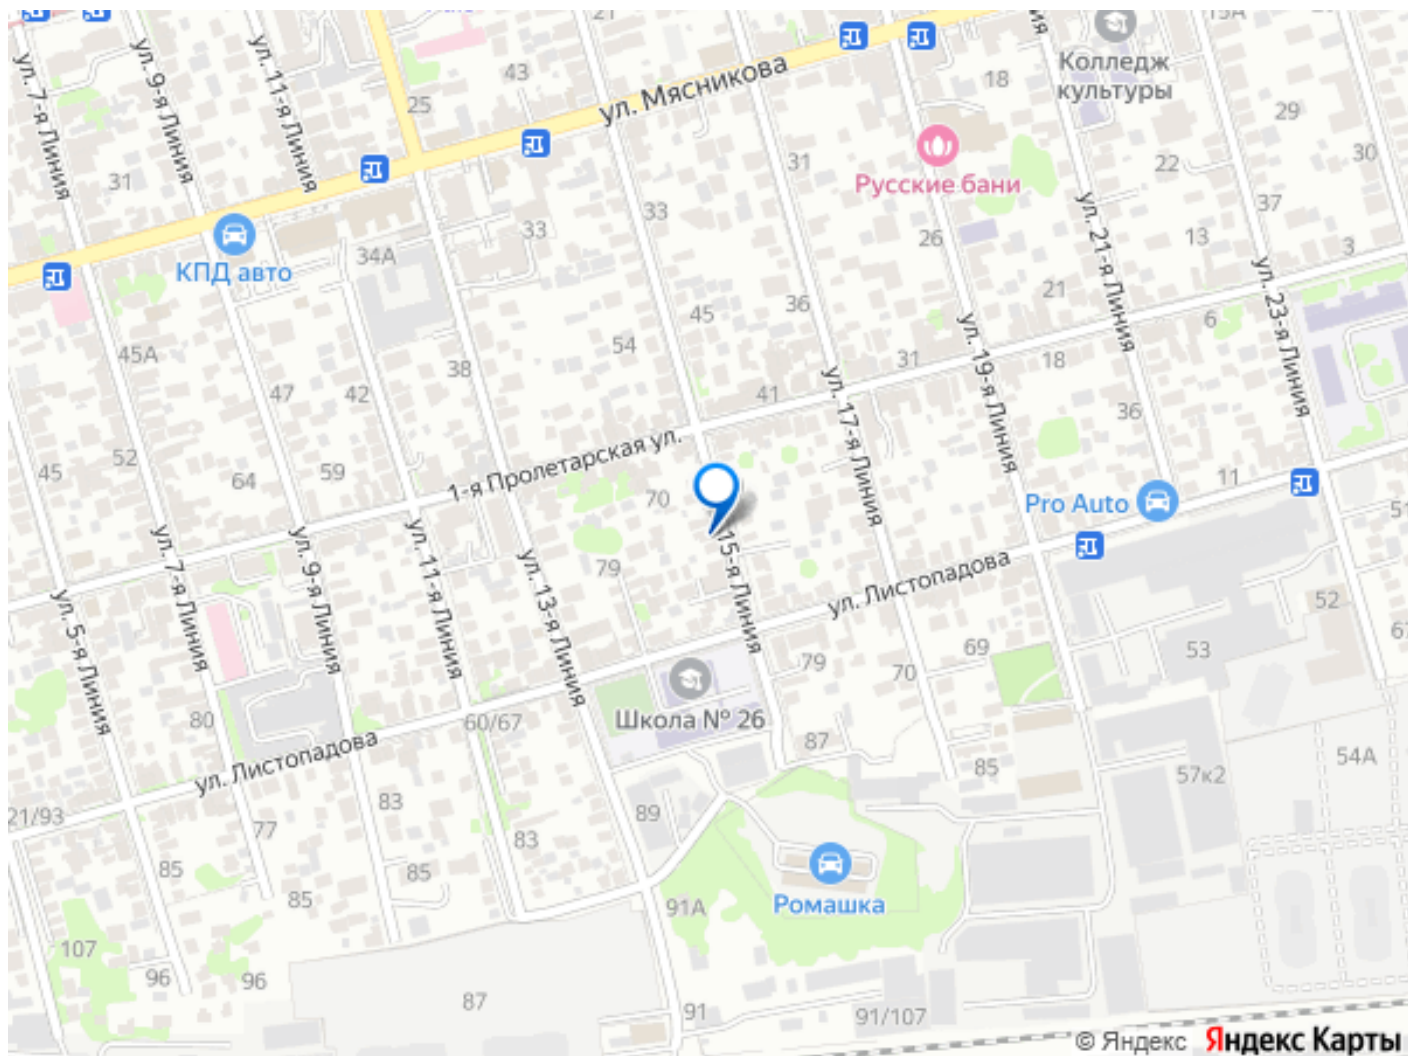 21
15А
ул. 7-я Линия
ул. 9-я Линия
ул. 11-я Линия
43
25
ул. Мясникова
18
Колледж
культуры
29
30
31
31
22
Русские бани
33
33
34А
КПД авто
26
13
37
3
ул. 21-я Линия
ул. 23-я Линия
21
6
36
45
54
45А
38
47
42
41
31
18
ул. 19-я Линия
ул. 17-я Линия
36
45
52
64
59
1-я Пролетарская ул.
70
11
Pro Auto
79
15-я Линия
ул. Листопадова
ул. 5-я Линия
ул. 7-я Линия
ул. 9-я Линия
ул. 11-я Линия
ул. 13-я Линия
52
53
69
70
79
80
60/67
Школа № 26
ул. Листопадова
87
85
57к2
54А
21/93
77
83
83
89
85
85
85
91А
Ромашка
107
96
96
87
91
91/107
© Яндекс
Яндекс Карты